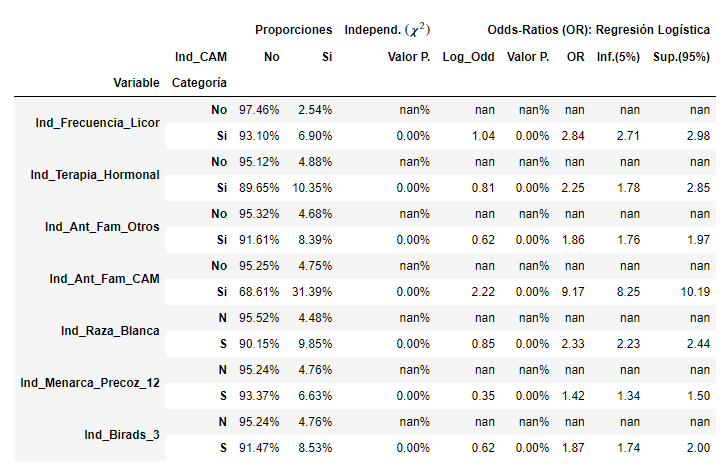 Proporciones Independ. (χ²) Odds-Ratios (OR): Regresión Logística
Ind_CAM No Si Valor P. Log_Odd Valor P. OR Inf.(5%) Sup.(95%)
Variable Categoría
Ind_Frecuencia_Licor No 97.46% 2.54% nan% nan nan% nan nan nan
Si 93.10% 6.90% 0.00% 1.04 0.00% 2.84 2.71 2.98
Ind_Terapia_Hormonal No 95.12% 4.88% nan% nan nan% nan nan nan
Si 89.65% 10.35% 0.00% 0.81 0.00% 2.25 1.78 2.85
Ind_Ant_Fam_Otros No 95.32% 4.68% nan% nan nan% nan nan nan
Si 91.61% 8.39% 0.00% 0.62 0.00% 1.86 1.76 1.97
Ind_Ant_Fam_CAM No 95.25% 4.75% nan% nan nan% nan nan nan
Si 68.61% 31.39% 0.00% 2.22 0.00% 9.17 8.25 10.19
Ind_Raza_Blanca N 95.52% 4.48% nan% nan nan% nan nan nan
S 90.15% 9.85% 0.00% 0.85 0.00% 2.33 2.23 2.44
Ind_Menarca_Precoz_12 N 95.24% 4.76% nan% nan nan% nan nan nan
S 93.37% 6.63% 0.00% 0.35 0.00% 1.42 1.34 1.50
Ind_Birads_3 N 95.24% 4.76% nan% nan nan% nan nan nan
S 91.47% 8.53% 0.00% 0.62 0.00% 1.87 1.74 2.00